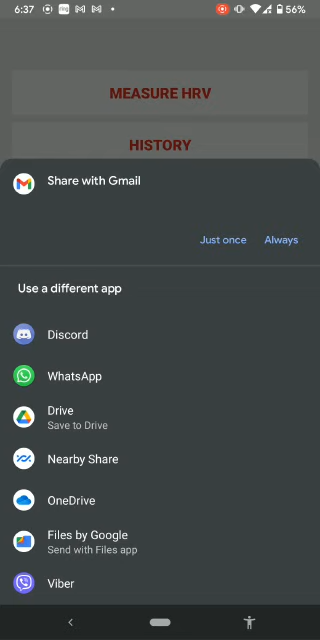 6:37
56%
MEASURE HRV
HISTORY
Share with Gmail
Just once
Always
Use a different app
Discord
WhatsApp
Drive
Save to Drive
Nearby Share
OneDrive
Files by Google
Send with Files app
Viber